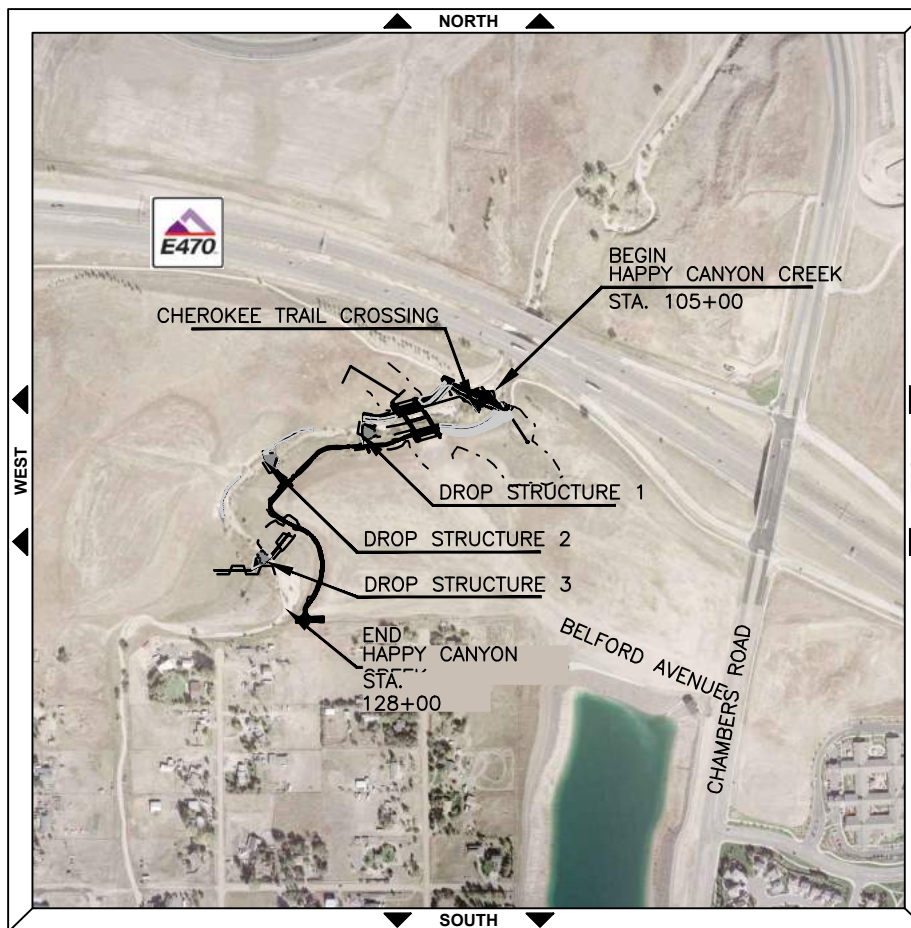 NORTH
E470
BEGIN
HAPPY CANYON CREEK
STA. 105+00
CHEROKEE TRAIL CROSSING
WEST
DROP STRUCTURE 1
DROP STRUCTURE 2
DROP STRUCTURE 3
END
HAPPY CANYON
STA.
128+00
BELFORD AVENUE
CHAMBERS ROAD
SOUTH